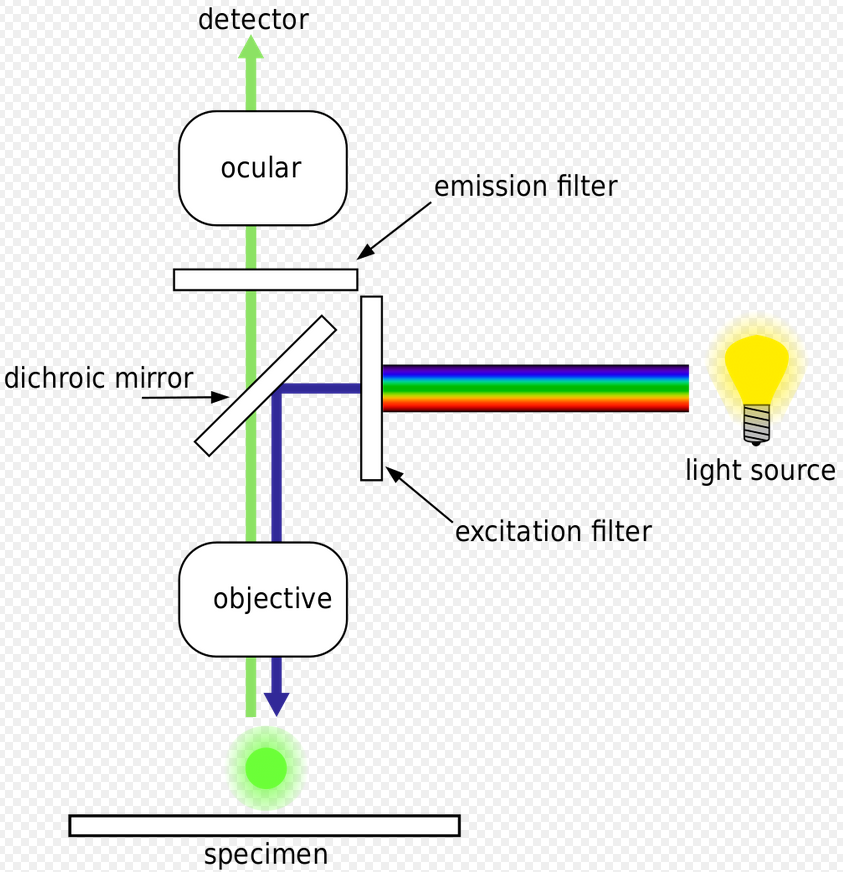 detector
ocular
emission filter
dichroic mirror
light source
excitation filter
objective
specimen